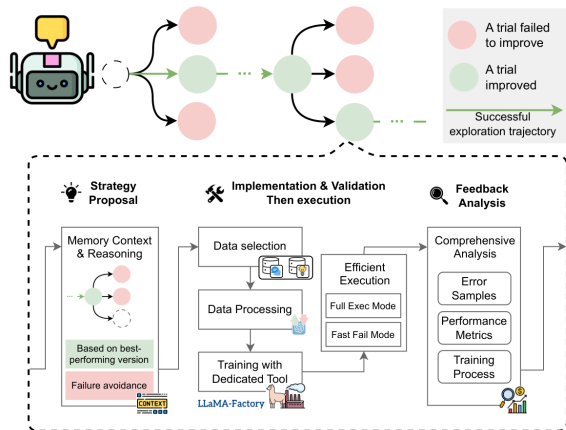 A trial failed
to improve
A trial
improved
Successful
exploration trajectory
Strategy
Proposal
Implementation & Validation
Then execution
Feedback
Analysis
Memory Context
& Reasoning
Based on best-
performing version
Failure avoidance
CONTEXT
Data selection
Data Processing
Training with
Dedicated Tool
LLaMA-Factory
Efficient
Execution
Full Exec Mode
Fast Fail Mode
Comprehensive
Analysis
Error
Samples
Performance
Metrics
Training
Process